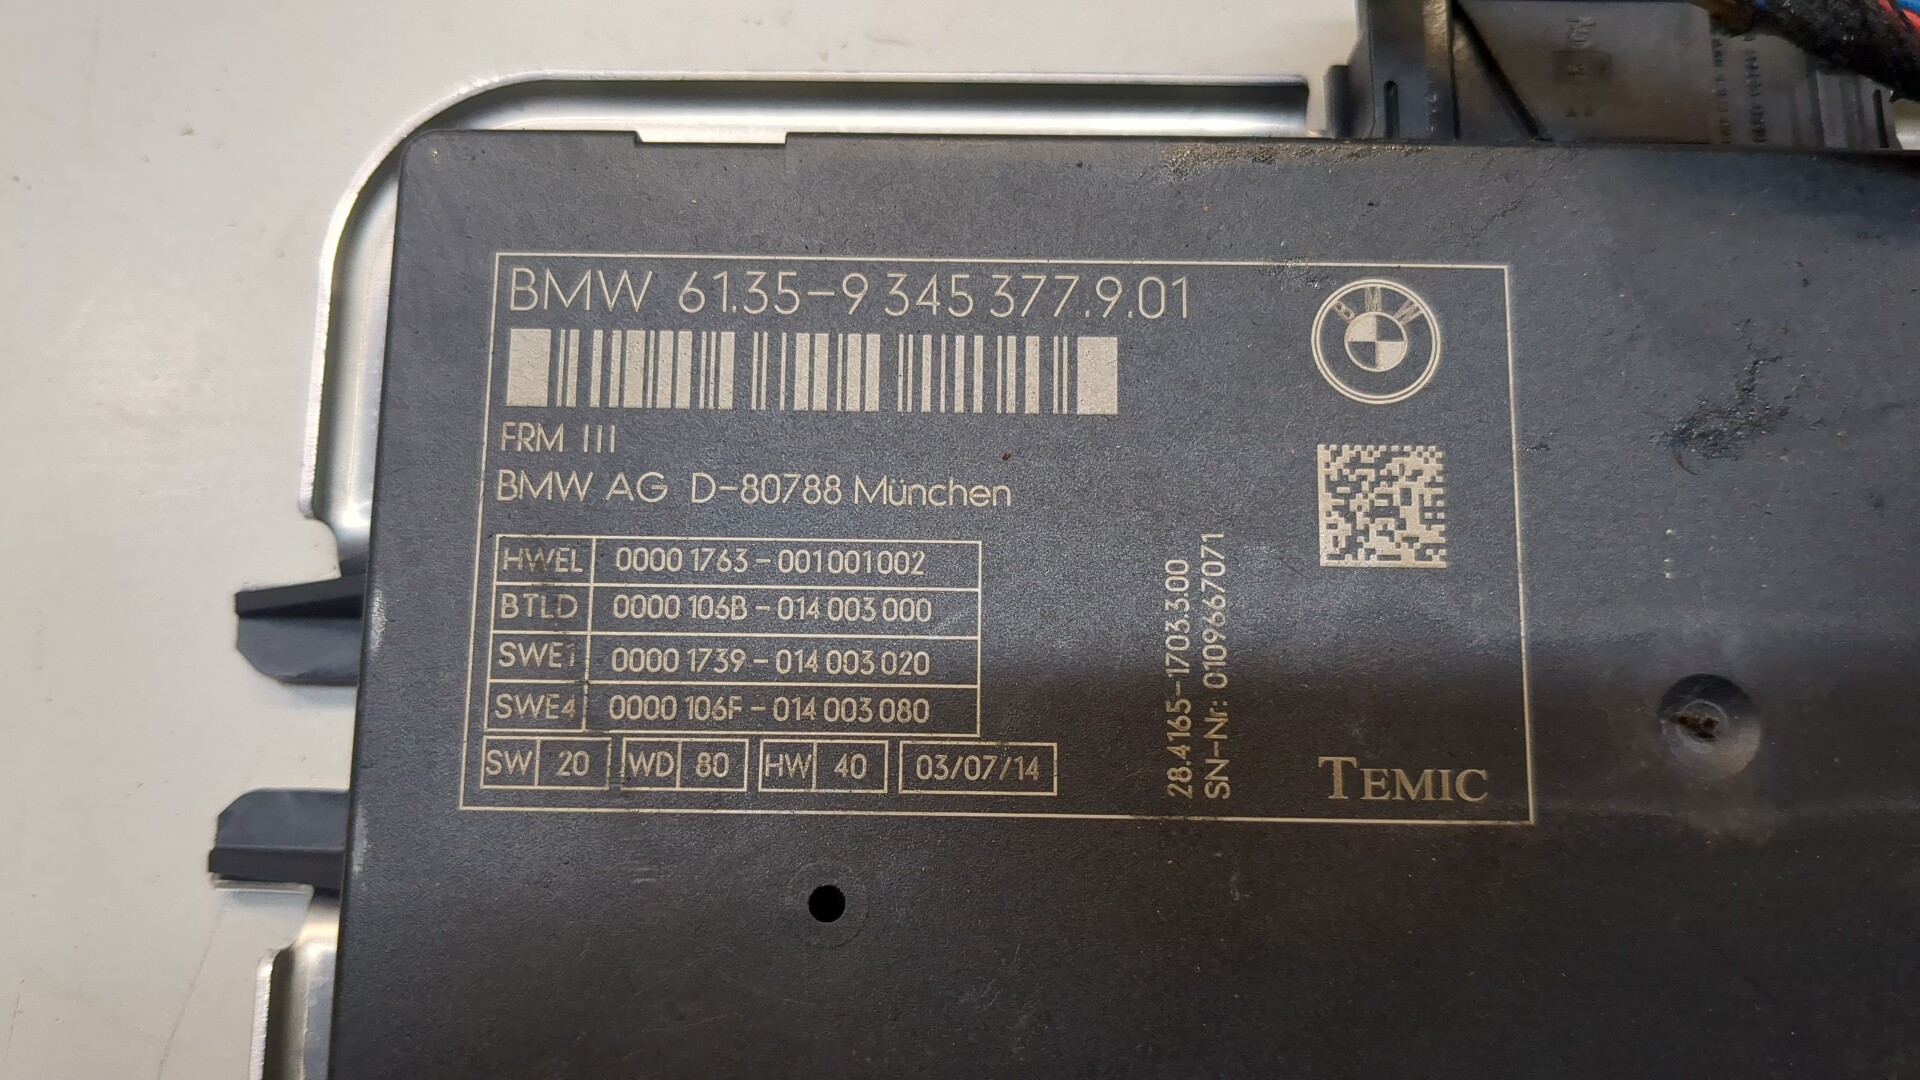 BMW 61.35-9 345 377.9.01
BMW
FRM III
BMW AG D-80788 München
HWEL 0000 1763 - 001 001 002
BTLD 0000 106B - 014 003 000
SWE1 0000 1739 - 014 003 020
SWE4 0000 106F - 014 003 080
SW 20 WD 80 HW 40 03/07/14
28.4165-1703.3.00
SN-Nr: 0109667071
TEMIC